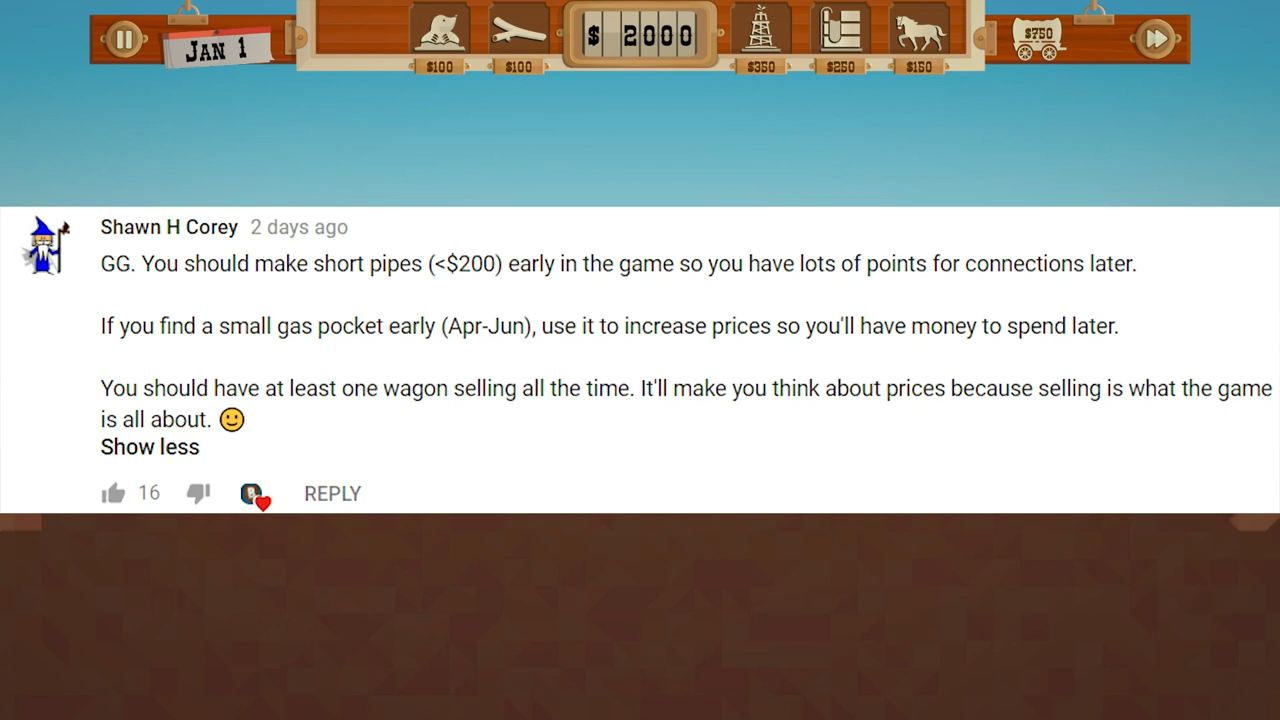 JAN 1
$100
$100
$ 2000
$350
$250
$150
$750
Shawn H Corey 2 days ago
GG. You should make short pipes (<$200) early in the game so you have lots of points for connections later.
If you find a small gas pocket early (Apr-Jun), use it to increase prices so you'll have money to spend later.
You should have at least one wagon selling all the time. It'll make you think about prices because selling is what the game
is all about. 🙂
Show less
16
REPLY